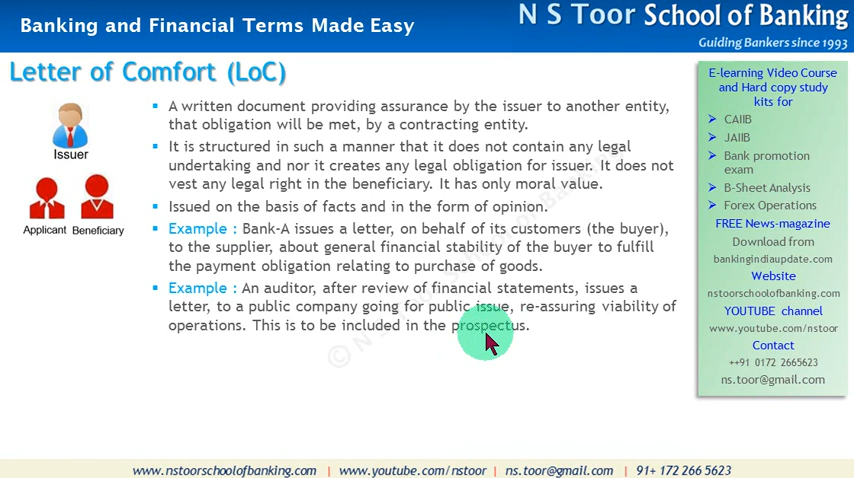 Banking and Financial Terms Made Easy
N S Toor School of Banking
Guiding Bankers since 1993
Letter of Comfort (LoC)
Issuer
Applicant Beneficiary
▪ A written document providing assurance by the issuer to another entity,
that obligation will be met, by a contracting entity.
▪ It is structured in such a manner that it does not contain any legal
undertaking and nor it creates any legal obligation for issuer. It does not
vest any legal right in the beneficiary. It has only moral value.
▪ Issued on the basis of facts and in the form of opinion.
▪ Example : Bank-A issues a letter, on behalf of its customers (the buyer),
to the supplier, about general financial stability of the buyer to fulfill
the payment obligation relating to purchase of goods.
▪ Example : An auditor, after review of financial statements, issues a
letter, to a public company going for public issue, re-assuring viability of
operations. This is to be included in the prospectus.
© N S Toor School of Banking
E-learning Video Course
and Hard copy study
kits for
➢ CAIIB
➢ JAIIB
➢ Bank promotion
exam
➢ B-Sheet Analysis
➢ Forex Operations
FREE News-magazine
Download from
bankingindiaupdate.com
Website
nstoorschoolofbanking.com
YOUTUBE channel
www.youtube.com/nstoor
Contact
++91 0172 2665623
ns.toor@gmail.com
www.nstoorschoolofbanking.com | www.youtube.com/nstoor | ns.toor@gmail.com | 91+ 172 266 5623